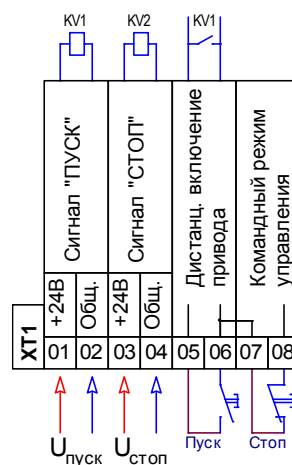 KV1
KV2
KV1
Сигнал "ПУСК"
Сигнал "СТОП"
Дистанц. включение
привода
Командный режим
управления
+24В
Общ.
+24В
Общ.
XT1
01
02
03
04
05
06
07
08
Uпуск
Uстоп
Пуск
Стоп